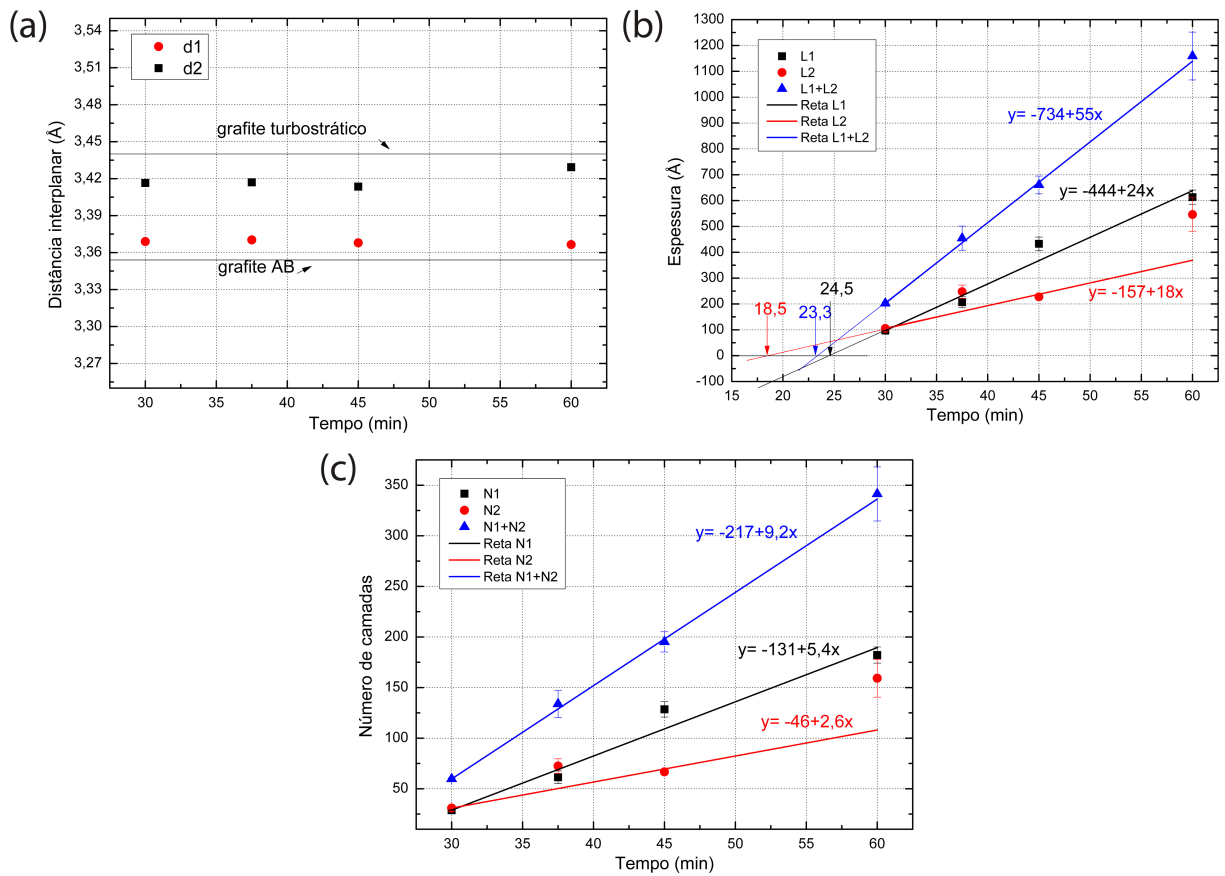 (a)
3,54
3,51
3,48
3,45
3,42
3,39
3,36
3,33
3,30
3,27
Distância interplanar (Å)
d1
d2
grafite turbostrático
grafite AB
30 35 40 45 50 55 60
Tempo (min)
(b)
1300
1200
1100
1000
900
800
700
600
500
400
300
200
100
0
-100
Espessura (Å)
L1
L2
L1+L2
Reta L1
Reta L2
Reta L1+L2
y= -734+55x
y= -444+24x
y= -157+18x
24,5
18,5
23,3
15 20 25 30 35 40 45 50 55 60
Tempo (min)
(c)
350
300
250
200
150
100
50
Número de camadas
N1
N2
N1+N2
Reta N1
Reta N2
Reta N1+N2
y= -217+9,2x
y= -131+5,4x
y= -46+2,6x
30 35 40 45 50 55 60
Tempo (min)